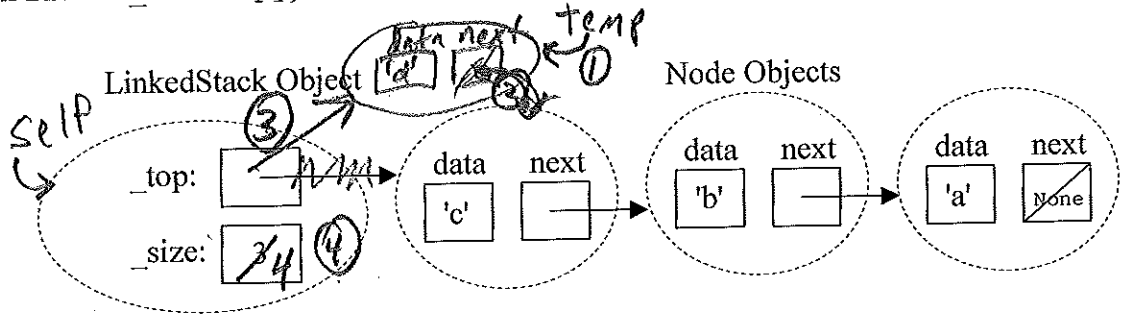 temp
data next
'd'
1
LinkedStack Object
2
Node Objects
self
3
data next
data next
data next
_top:
'c'
'b'
'a'
None
_size:
3 4
4